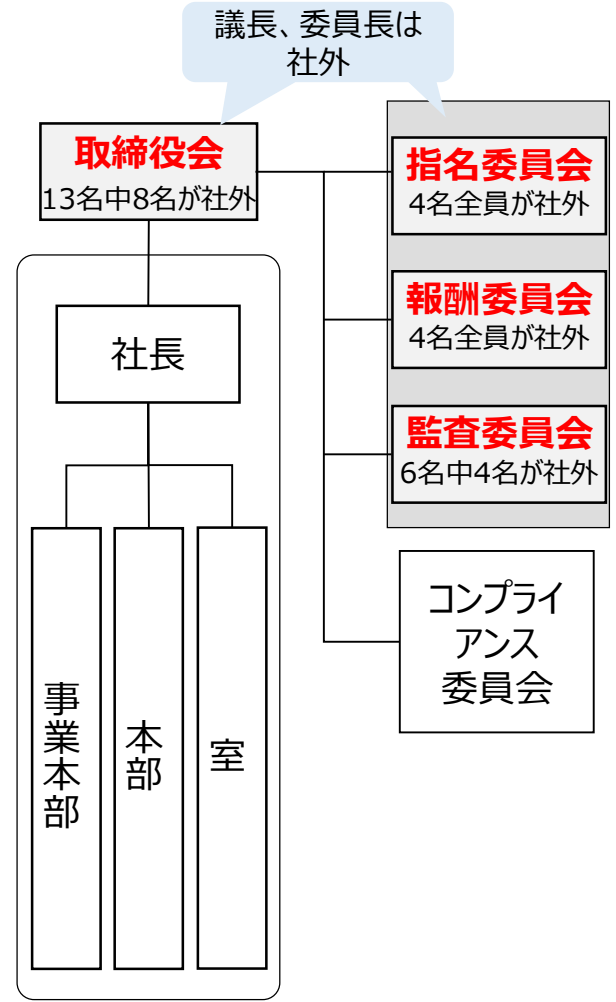 議長、委員長は
社外
取締役会
13名中8名が社外
指名委員会
4名全員が社外
報酬委員会
4名全員が社外
監査委員会
6名中4名が社外
コンプライ
アンス
委員会
社長
事業本部
本部
室